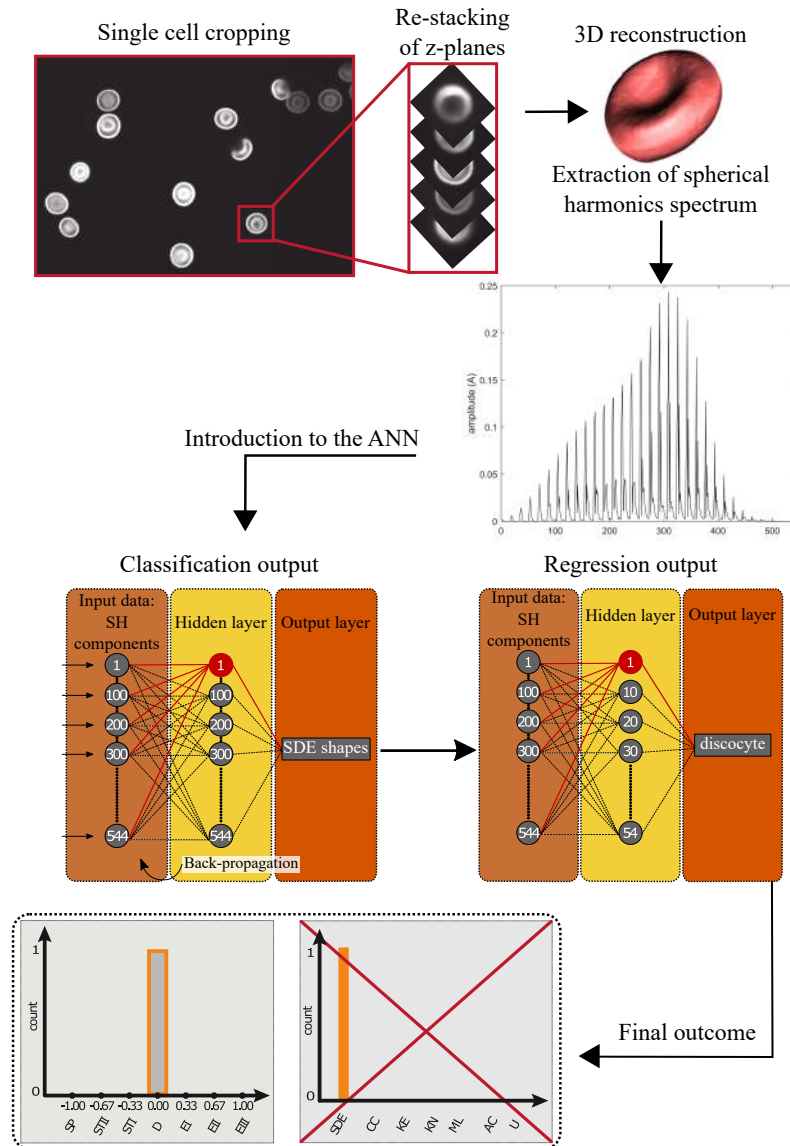 Single cell cropping
Re-stacking
of z-planes
3D reconstruction
Extraction of spherical
harmonics spectrum
0.25
0.2
0.15
0.1
0.05
0
amplitude (A)
0 100 200 300 400 500
Introduction to the ANN
Classification output
Input data:
SH
components
Hidden layer
Output layer
1 1
100 100
200 200
300 300
544 544
SDE shapes
Back-propagation
Regression output
Input data:
SH
components
Hidden layer
Output layer
1 1
100 10
200 20
300 30
544 54
discocyte
Final outcome
1
count
0
-1.00 -0.67 -0.33 0.00 0.33 0.67 1.00
SP STII STI D EI EII EIII
1
count
0
SDE CC KE KN ML AC U